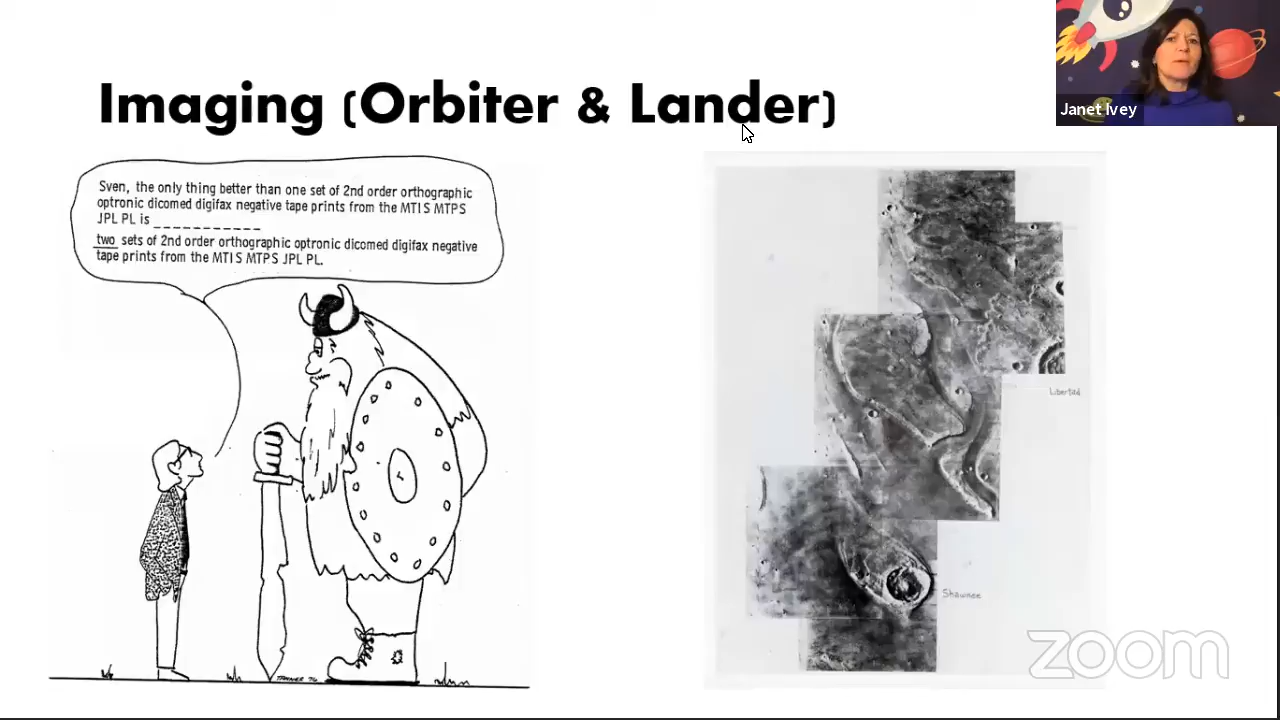 Imaging (Orbiter & Lander)
Janet Ivey
Sven, the only thing better than one set of 2nd order orthographic
optronic dicomed digifax negative tape prints from the MTIS MTPS
JPL PL is ___________
two sets of 2nd order orthographic optronic dicomed digifax negative
tape prints from the MTIS MTPS JPL PL.
Libertad
Shawnee
TANNER 76
zoom